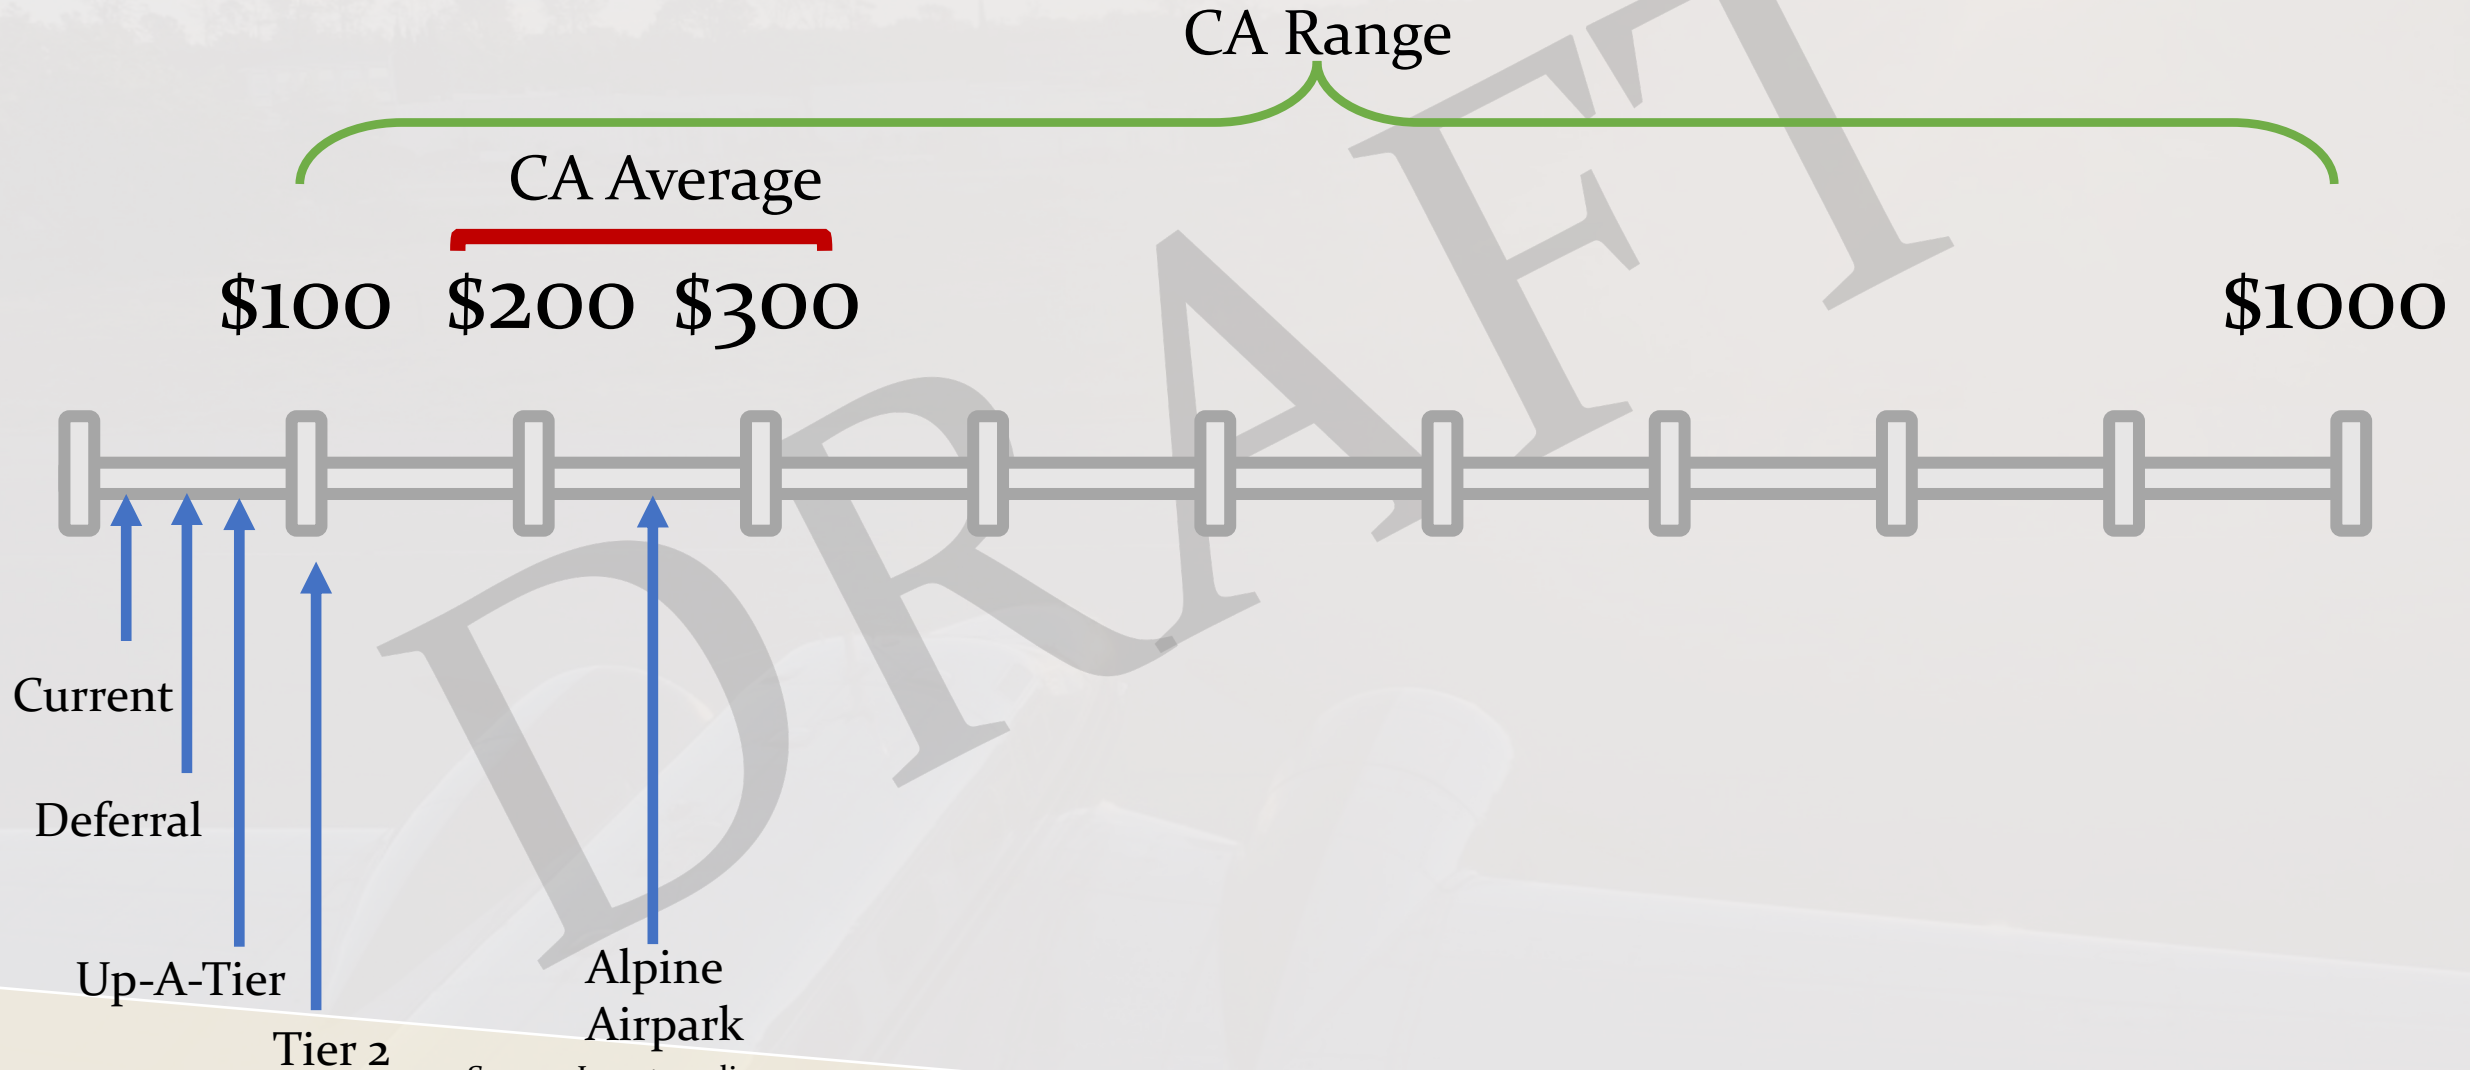 CA Range
CA Average
$100 $200 $300 $1000
DRAFT
Current
Deferral
Up-A-Tier
Alpine
Airpark
Tier 2